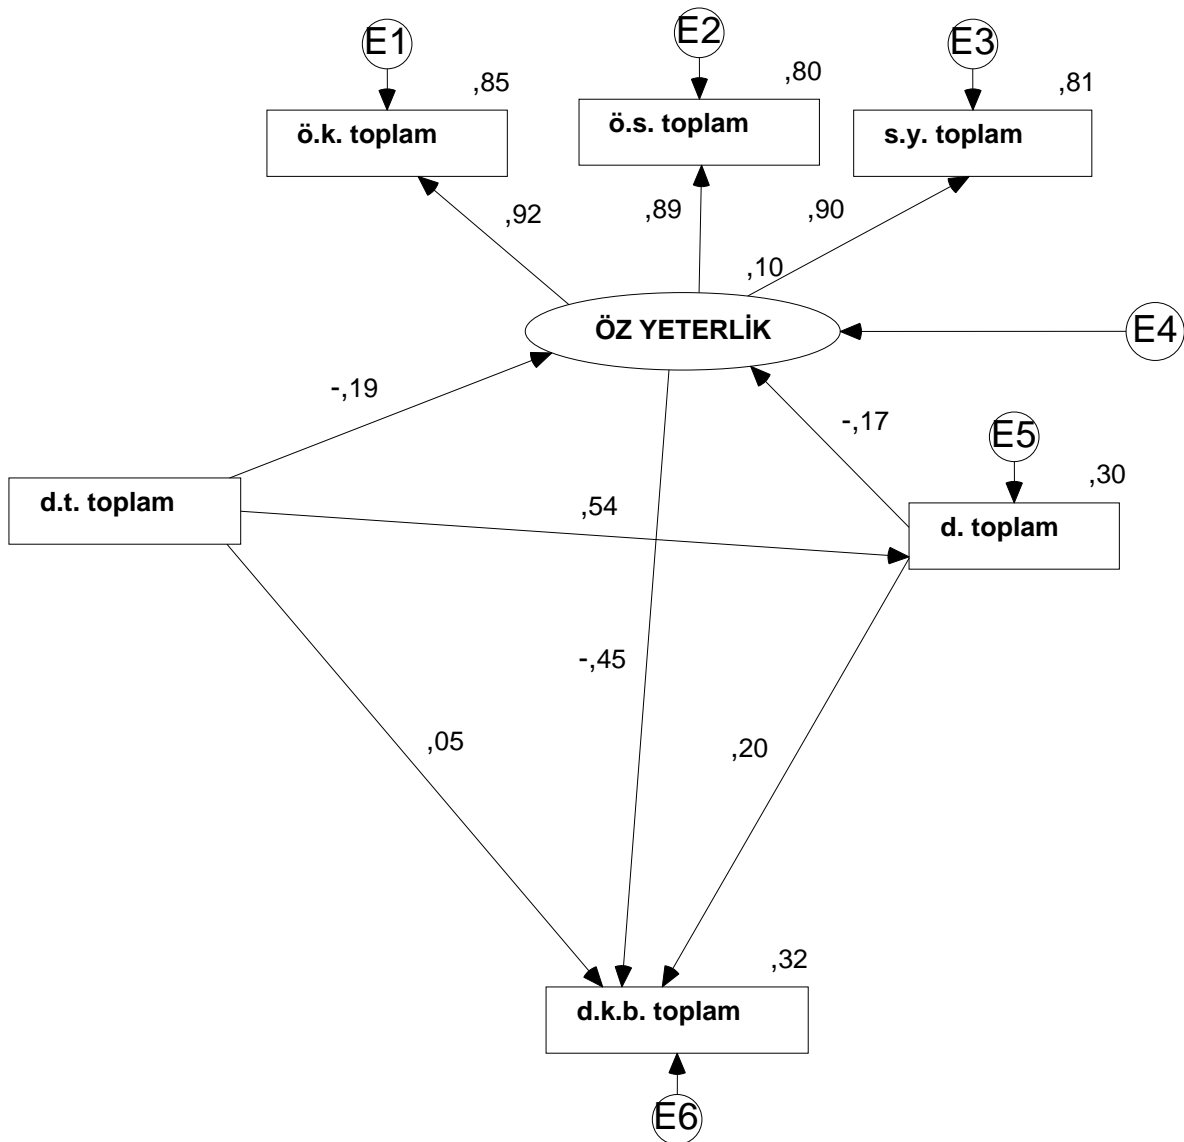 E1
E2
E3
,85
,80
,81
ö.k. toplam
ö.s. toplam
s.y. toplam
,92
,89
,90
,10
ÖZ YETERLİK
E4
-,19
-,17
E5
,30
d.t. toplam
,54
d. toplam
-,45
,05
,20
,32
d.k.b. toplam
E6